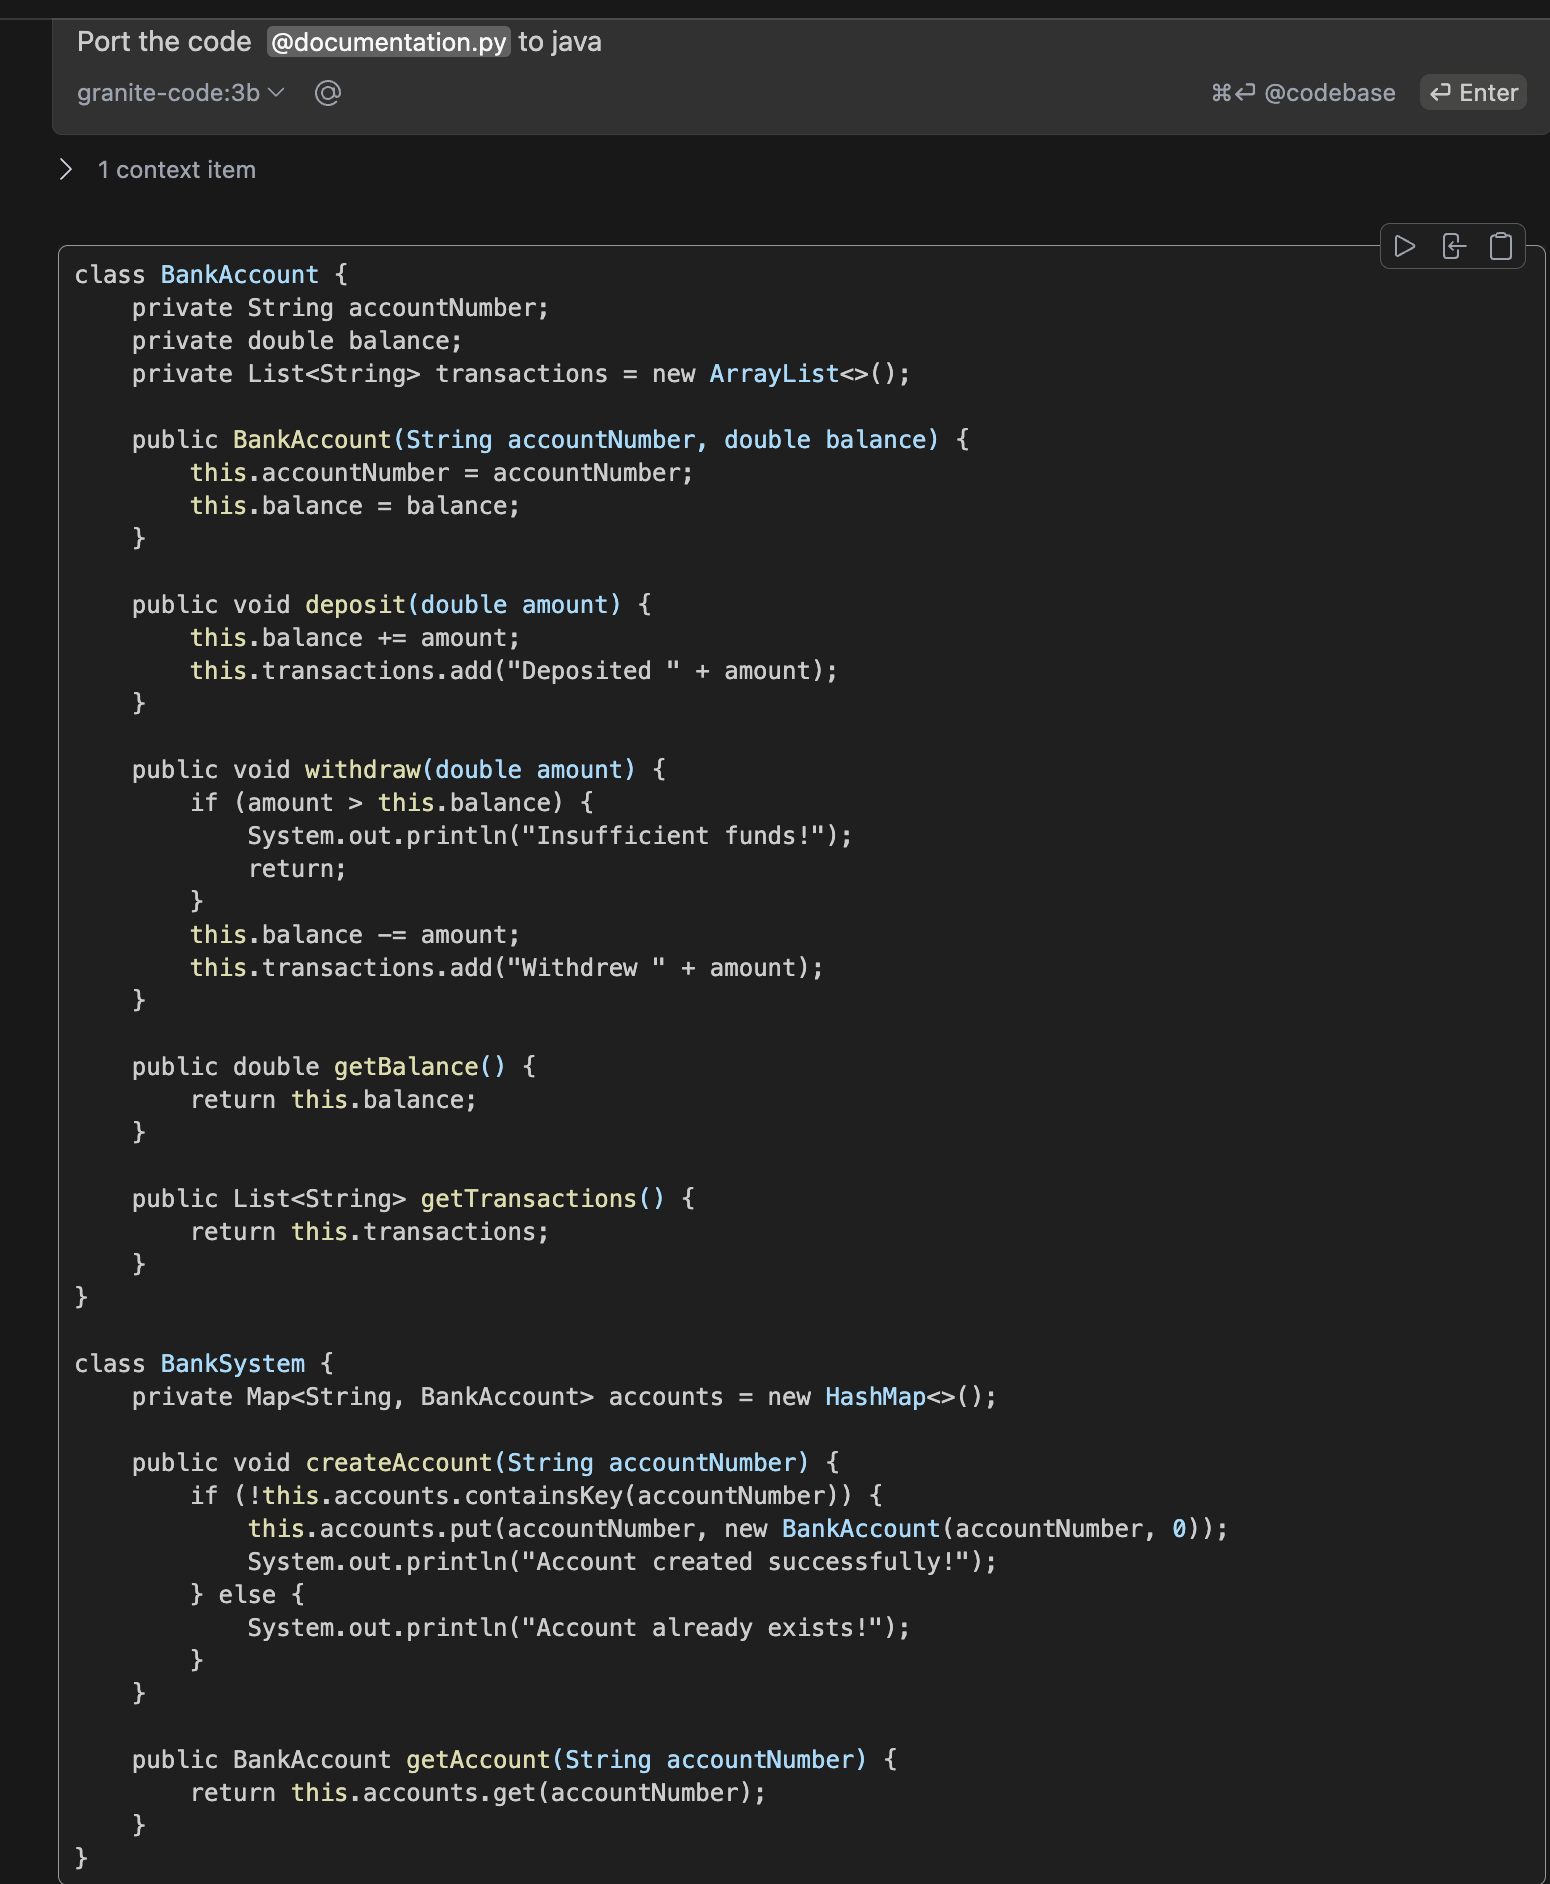 Port the code @documentation.py to java
granite-code:3b @ ⌘⏎ @codebase ⏎ Enter
1 context item
class BankAccount {
    private String accountNumber;
    private double balance;
    private List<String> transactions = new ArrayList<>();

    public BankAccount(String accountNumber, double balance) {
        this.accountNumber = accountNumber;
        this.balance = balance;
    }

    public void deposit(double amount) {
        this.balance += amount;
        this.transactions.add("Deposited " + amount);
    }

    public void withdraw(double amount) {
        if (amount > this.balance) {
            System.out.println("Insufficient funds!");
            return;
        }
        this.balance -= amount;
        this.transactions.add("Withdrew " + amount);
    }

    public double getBalance() {
        return this.balance;
    }

    public List<String> getTransactions() {
        return this.transactions;
    }
}

class BankSystem {
    private Map<String, BankAccount> accounts = new HashMap<>();

    public void createAccount(String accountNumber) {
        if (!this.accounts.containsKey(accountNumber)) {
            this.accounts.put(accountNumber, new BankAccount(accountNumber, 0));
            System.out.println("Account created successfully!");
        } else {
            System.out.println("Account already exists!");
        }
    }

    public BankAccount getAccount(String accountNumber) {
        return this.accounts.get(accountNumber);
    }
}